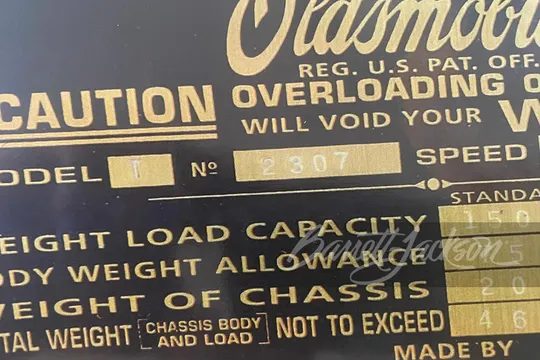 Oldsmobile
REG. U.S. PAT. OFF.
CAUTION OVERLOADING
WILL VOID YOUR W
ODEL T No 2307 SPEED
STANDA
EIGHT LOAD CAPACITY 150
ODY WEIGHT ALLOWANCE 5
WEIGHT OF CHASSIS 20
TAL WEIGHT [CHASSIS BODY AND LOAD] NOT TO EXCEED 46
MADE BY
Barrett-Jackson